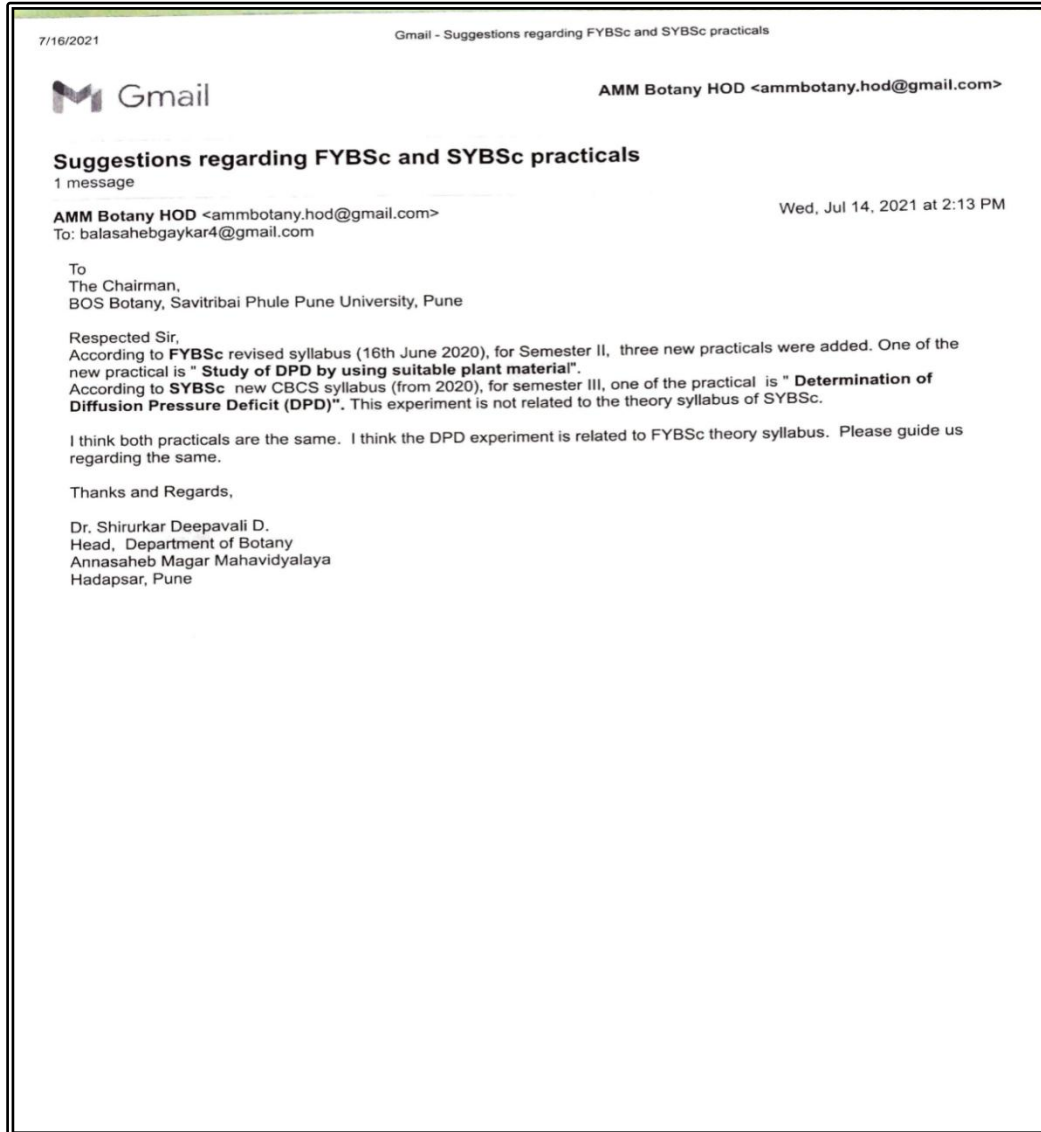 7/16/2021
Gmail - Suggestions regarding FYBSc and SYBSc practicals
Gmail
AMM Botany HOD <ammbotany.hod@gmail.com>
Suggestions regarding FYBSc and SYBSc practicals
1 message
AMM Botany HOD <ammbotany.hod@gmail.com>
Wed, Jul 14, 2021 at 2:13 PM
To: balasahebgaykar4@gmail.com
To
The Chairman,
BOS Botany, Savitribai Phule Pune University, Pune
Respected Sir,
According to FYBSc revised syllabus (16th June 2020), for Semester II, three new practicals were added. One of the
new practical is " Study of DPD by using suitable plant material".
According to SYBSc new CBCS syllabus (from 2020), for semester III, one of the practical is " Determination of
Diffusion Pressure Deficit (DPD)". This experiment is not related to the theory syllabus of SYBSc.
I think both practicals are the same. I think the DPD experiment is related to FYBSc theory syllabus. Please guide us
regarding the same.
Thanks and Regards,
Dr. Shirurkar Deepavali D.
Head, Department of Botany
Annasaheb Magar Mahavidyalaya
Hadapsar, Pune